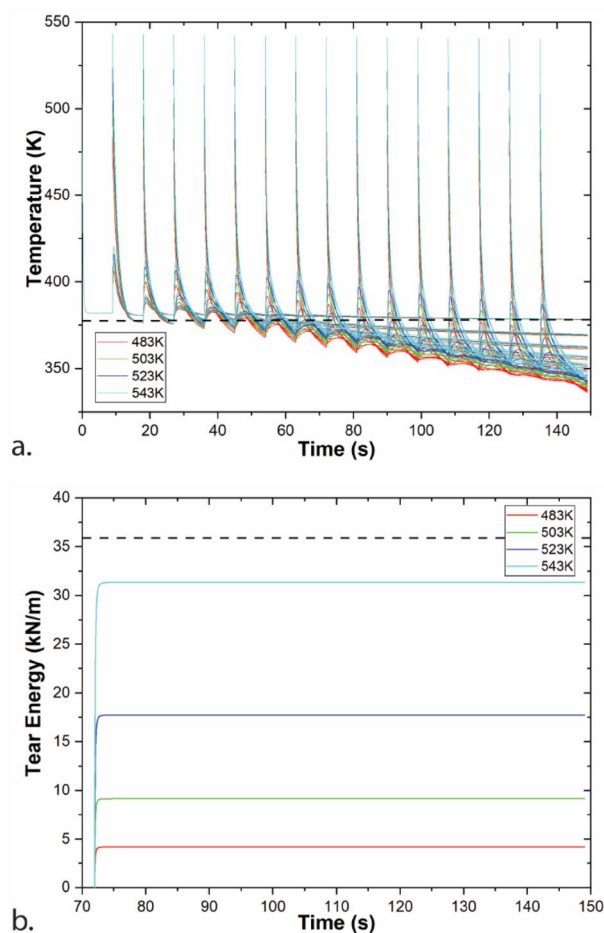 550
500
450
400
350
Temperature (K)
483K
503K
523K
543K
0 20 40 60 80 100 120 140
Time (s)
a.
40
35
30
25
20
15
10
5
0
Tear Energy (kN/m)
483K
503K
523K
543K
70 80 90 100 110 120 130 140 150
Time (s)
b.